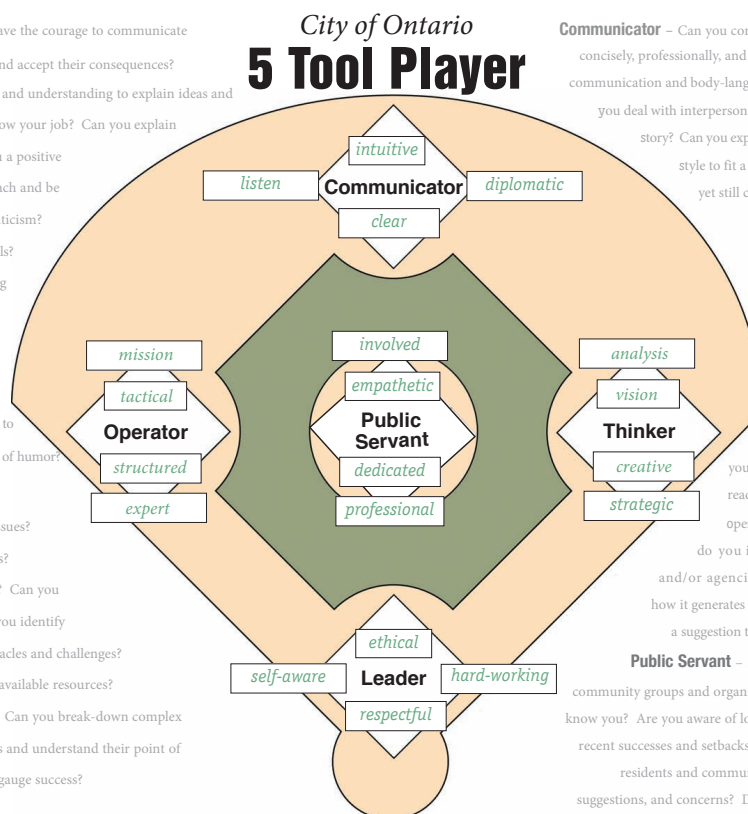 City of Ontario
5 Tool Player
ave the courage to communicate
nd accept their consequences?
and understanding to explain ideas and
ow your job? Can you explain
a positive
ach and be
ticism?
ls?
g
to
of humor?
sues?
s?
? Can you
you identify
acles and challenges?
available resources?
Can you break-down complex
s and understand their point of
gauge success?
intuitive
listen
Communicator
diplomatic
clear
mission
tactical
Operator
structured
expert
involved
empathetic
Public
Servant
dedicated
professional
analysis
vision
Thinker
creative
strategic
ethical
self-aware
Leader
hard-working
respectful
Communicator – Can you con
concisely, professionally, and
communication and body-lang
you deal with interperson
story? Can you exp
style to fit a
yet still c
you
reac
oper
do you i
and/or agenci
how it generates
a suggestion t
Public Servant –
community groups and organi
know you? Are you aware of lo
recent successes and setbacks
residents and commu
suggestions, and concerns? D